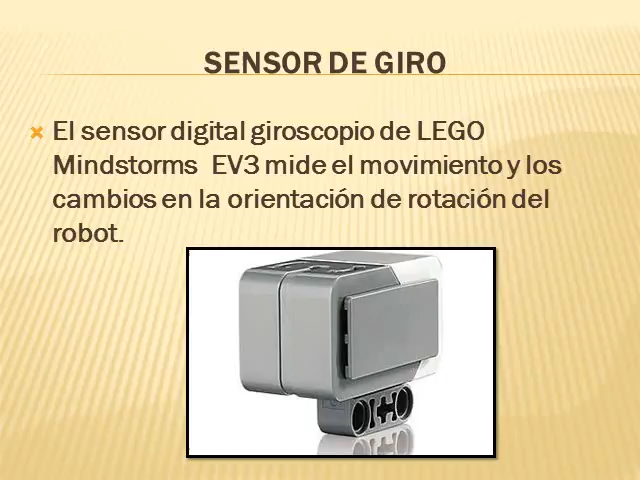 SENSOR DE GIRO
El sensor digital giroscopio de LEGO
Mindstorms EV3 mide el movimiento y los
cambios en la orientación de rotación del
robot.